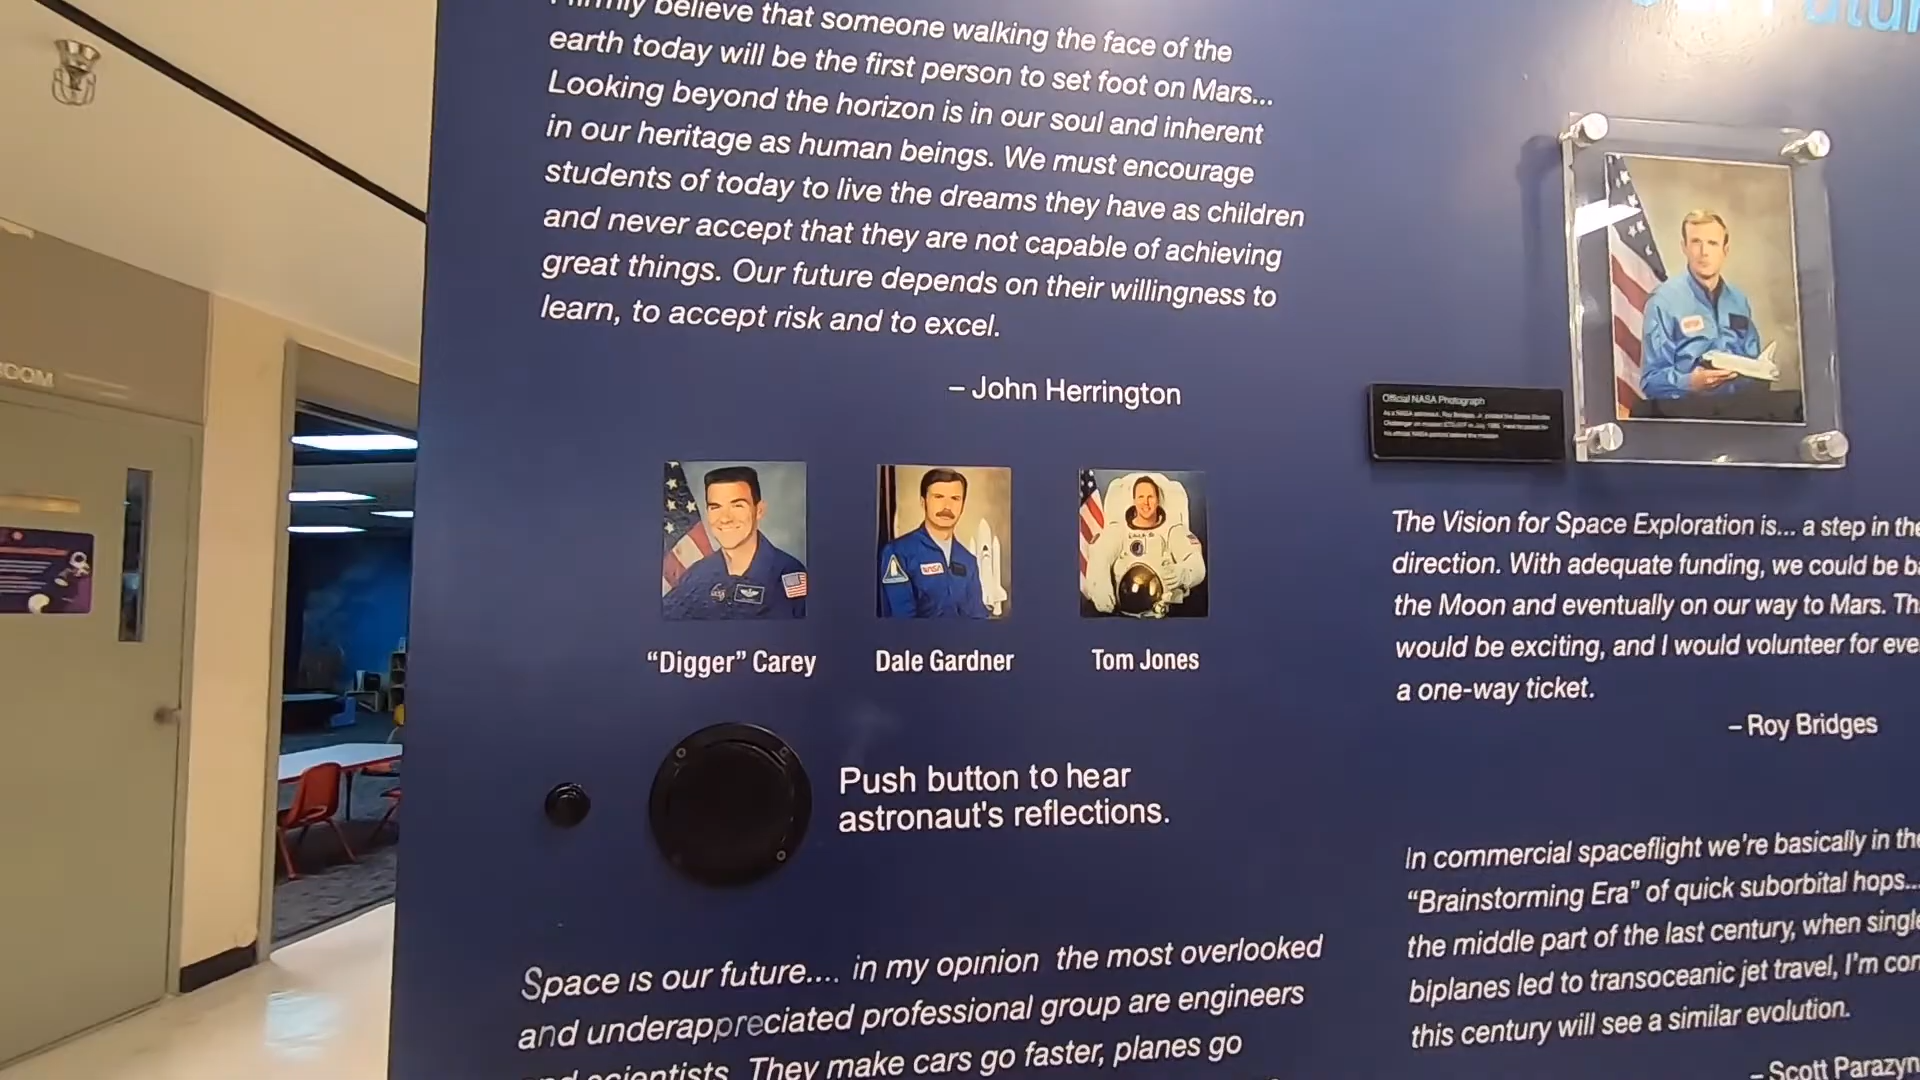 firmly believe that someone walking the face of the
earth today will be the first person to set foot on Mars...
Looking beyond the horizon is in our soul and inherent
in our heritage as human beings. We must encourage
students of today to live the dreams they have as children
and never accept that they are not capable of achieving
great things. Our future depends on their willingness to
learn, to accept risk and to excel.
– John Herrington
“Digger” Carey
Dale Gardner
Tom Jones
Push button to hear
astronaut's reflections.
Space is our future.... in my opinion the most overlooked
and underappreciated professional group are engineers
and scientists. They make cars go faster, planes go
Official NASA Photograph
The Vision for Space Exploration is... a step in the
direction. With adequate funding, we could be b
the Moon and eventually on our way to Mars. Th
would be exciting, and I would volunteer for eve
a one-way ticket.
– Roy Bridges
In commercial spaceflight we're basically in the
“Brainstorming Era” of quick suborbital hops...
the middle part of the last century, when single
biplanes led to transoceanic jet travel, I'm con
this century will see a similar evolution.
– Scott Parazyn